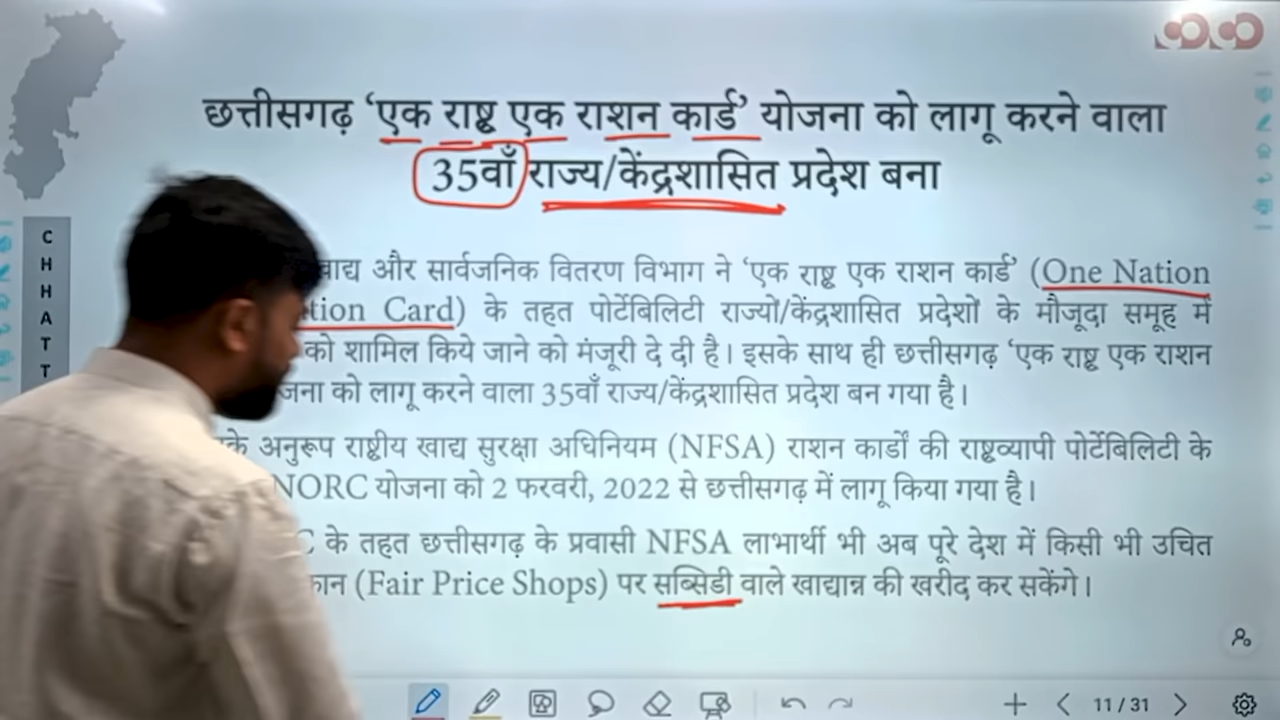 छत्तीसगढ़ ‘एक राष्ट्र एक राशन कार्ड’ योजना को लागू करने वाला
35वाँ राज्य/केंद्रशासित प्रदेश बना
C
H
H
A
T
T
खाद्य और सार्वजनिक वितरण विभाग ने ‘एक राष्ट्र एक राशन कार्ड’ (One Nation
Card) के तहत पोर्टेबिलिटी राज्यों/केंद्रशासित प्रदेशों के मौजूदा समूह में
को शामिल किये जाने को मंजूरी दे दी है। इसके साथ ही छत्तीसगढ़ ‘एक राष्ट्र एक राशन
को लागू करने वाला 35वाँ राज्य/केंद्रशासित प्रदेश बन गया है।
के अनुरूप राष्ट्रीय खाद्य सुरक्षा अधिनियम (NFSA) राशन कार्डों की राष्ट्रव्यापी पोर्टेबिलिटी के
योजना को 2 फरवरी, 2022 से छत्तीसगढ़ में लागू किया गया है।
के तहत छत्तीसगढ़ के प्रवासी NFSA लाभार्थी भी अब पूरे देश में किसी भी उचित
(Fair Price Shops) पर सब्सिडी वाले खाद्यान्न की खरीद कर सकेंगे।
11 / 31